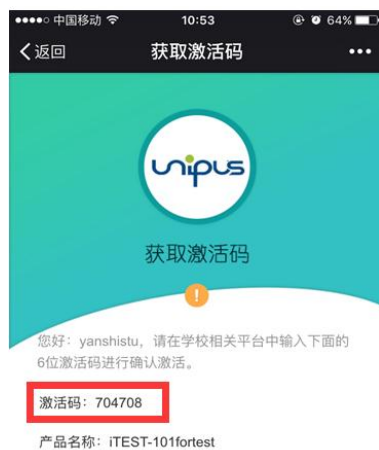 中国移动 10:53 64%
返回 获取激活码
unipus
获取激活码
!
您好：yanshistu，请在学校相关平台中输入下面的
6位激活码进行确认激活。
激活码：704708
产品名称：iTEST-101fortest